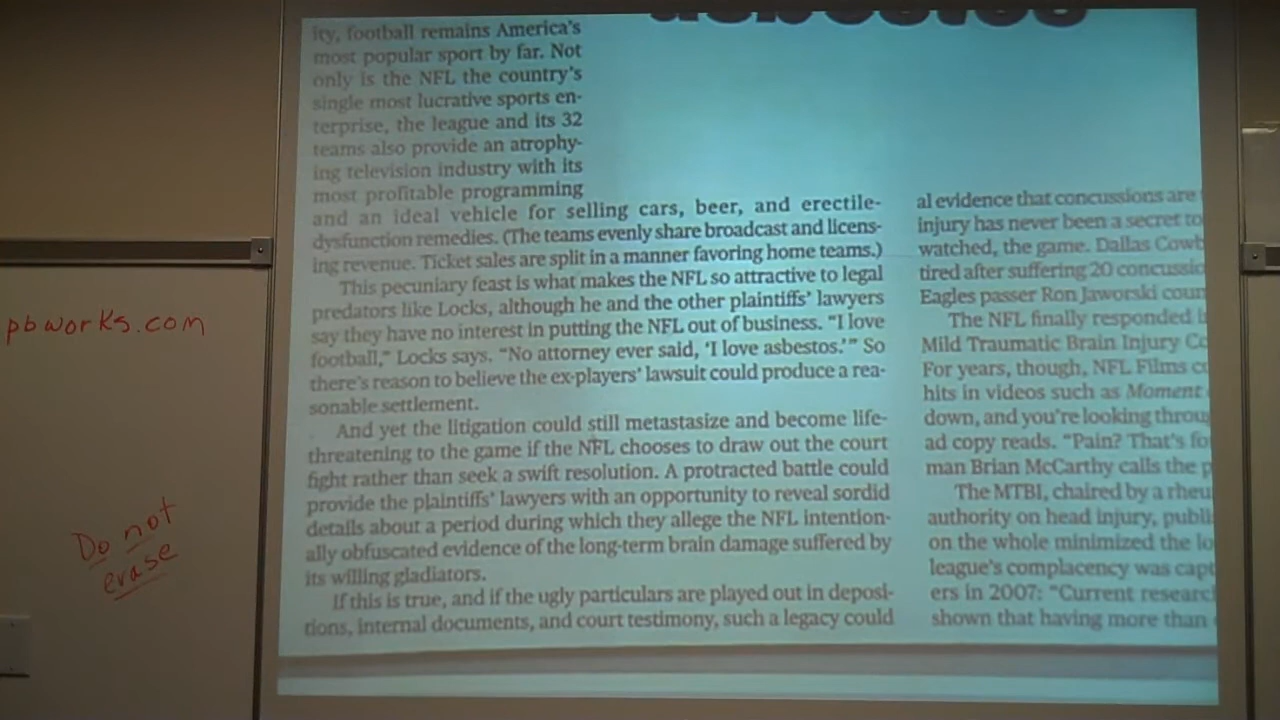 asbestos
ity, football remains America's
most popular sport by far. Not
only is the NFL the country's
single most lucrative sports en-
terprise, the league and its 32
teams also provide an atrophy-
ing television industry with its
most profitable programming
and an ideal vehicle for selling cars, beer, and erectile-
dysfunction remedies. (The teams evenly share broadcast and licens-
ing revenue. Ticket sales are split in a manner favoring home teams.)
This pecuniary feast is what makes the NFL so attractive to legal
predators like Locks, although he and the other plaintiffs' lawyers
say they have no interest in putting the NFL out of business. “I love
football,” Locks says. “No attorney ever said, ‘I love asbestos.’” So
there's reason to believe the ex-players' lawsuit could produce a rea-
sonable settlement.
And yet the litigation could still metastasize and become life-
threatening to the game if the NFL chooses to draw out the court
fight rather than seek a swift resolution. A protracted battle could
provide the plaintiffs' lawyers with an opportunity to reveal sordid
details about a period during which they allege the NFL intention-
ally obfuscated evidence of the long-term brain damage suffered by
its willing gladiators.
If this is true, and if the ugly particulars are played out in deposi-
tions, internal documents, and court testimony, such a legacy could
al evidence that concussions are
injury has never been a secret to
watched, the game. Dallas Cowb
tired after suffering 20 concussio
Eagles passer Ron Jaworski coun
The NFL finally responded
Mild Traumatic Brain Injury Co
For years, though, NFL Films
hits in videos such as Moment
down, and you're looking throug
ad copy reads. “Pain? That's fo
man Brian McCarthy calls the p
The MTBI, chaired by a rheu
authority on head injury, publi
on the whole minimized the lo
league's complacency was capt
ers in 2007: “Current researc
shown that having more than
pbworks.com
Do not
erase